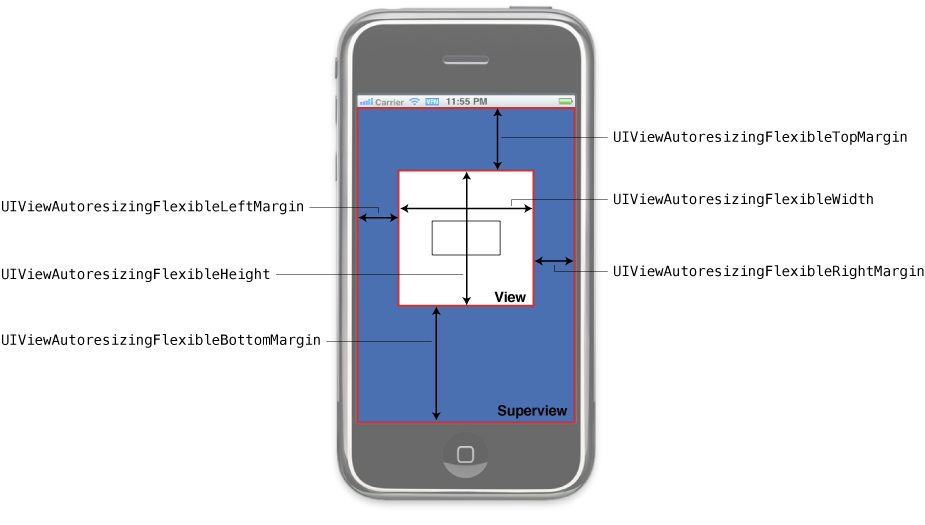 Carrier 11:55 PM
UIViewAutoresizingFlexibleTopMargin
UIViewAutoresizingFlexibleWidth
UIViewAutoresizingFlexibleLeftMargin
UIViewAutoresizingFlexibleHeight
UIViewAutoresizingFlexibleRightMargin
View
UIViewAutoresizingFlexibleBottomMargin
Superview